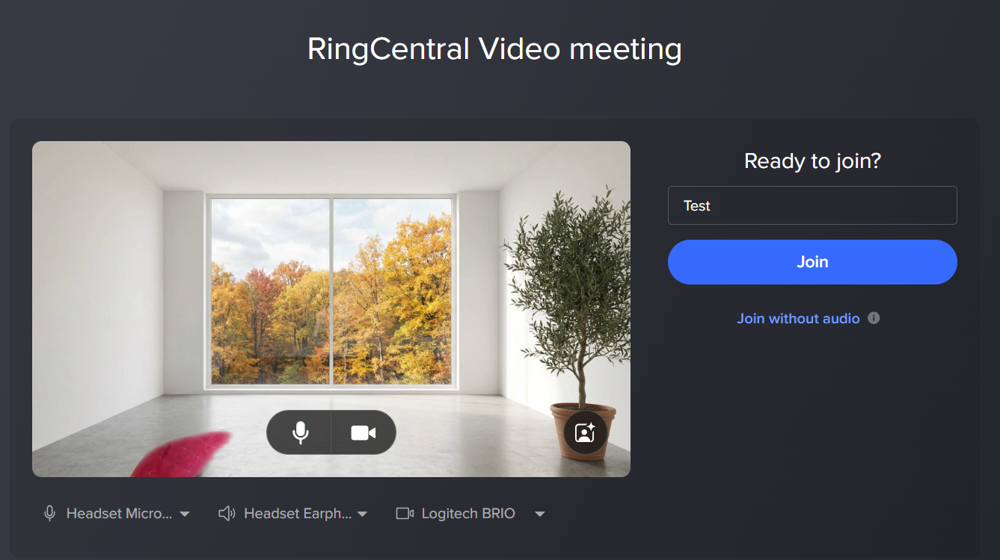 RingCentral Video meeting
Ready to join?
Test
Join
Join without audio
Headset Micro...
Headset Earph...
Logitech BRIO